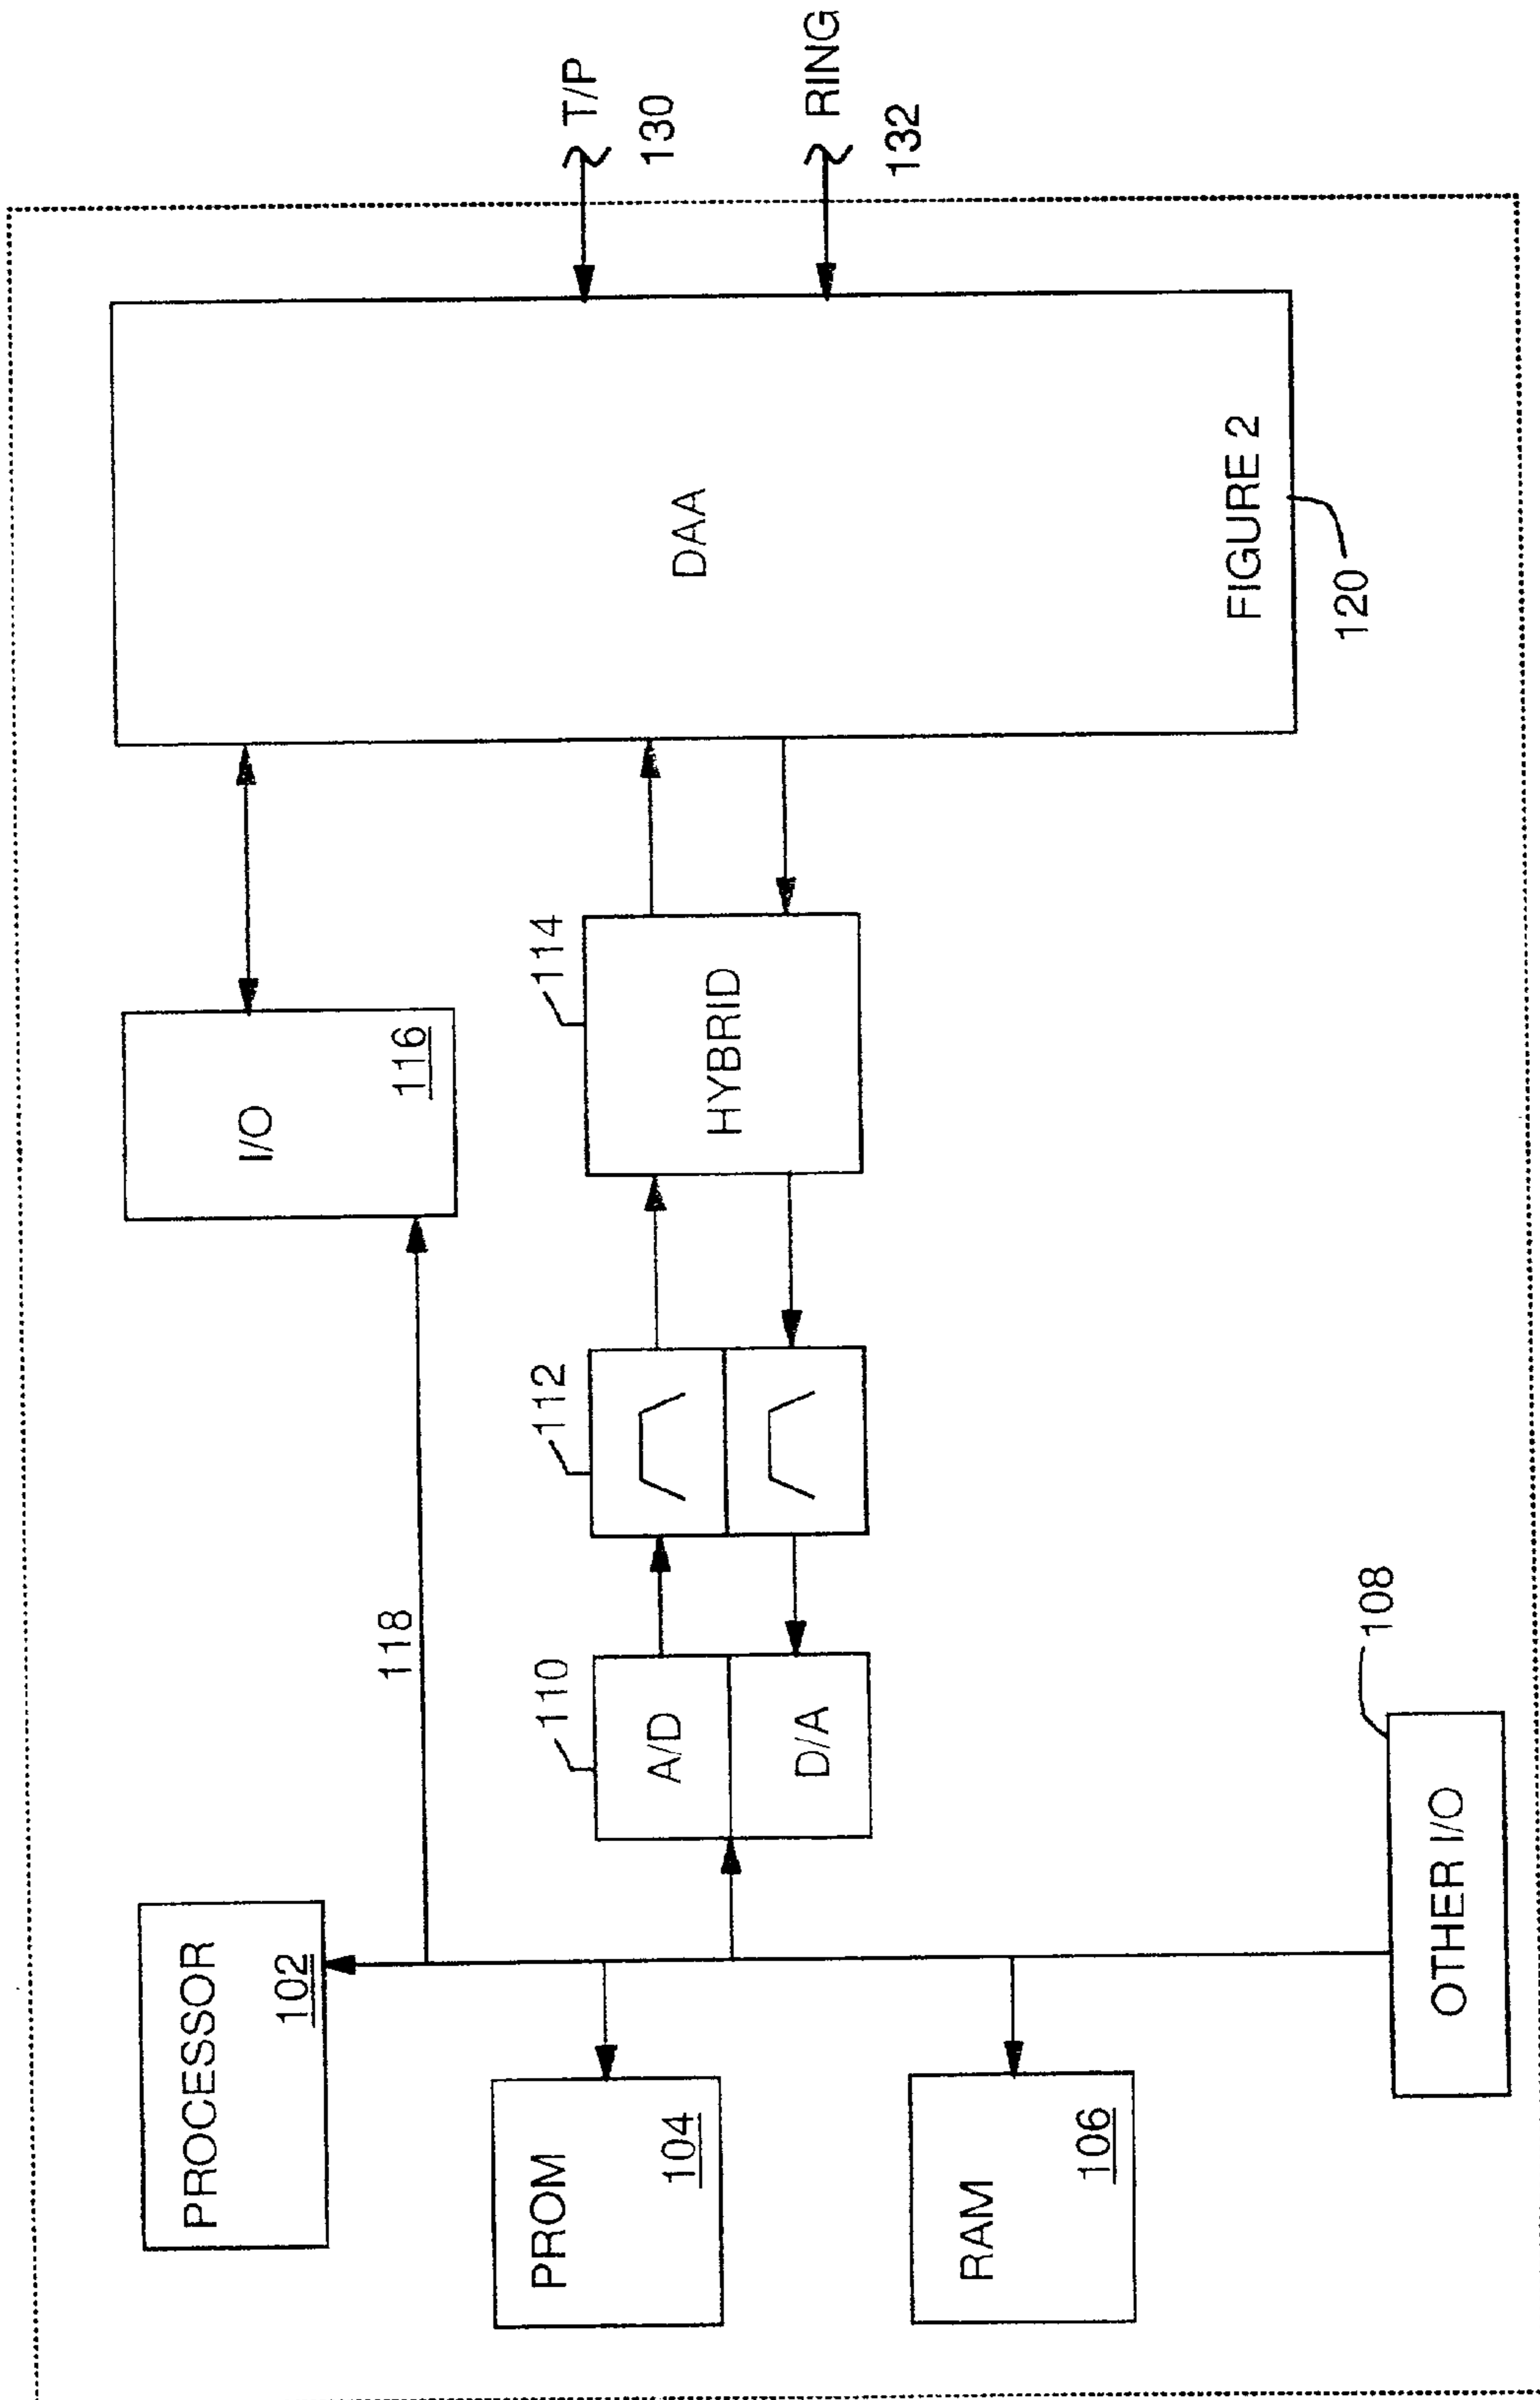 PROCESSOR
102
PROM
104
RAM
106
OTHER I/O
108
118
110
A/D
D/A
112
I/O
116
114
HYBRID
DAA
FIGURE 2
120
T/P
130
RING
132